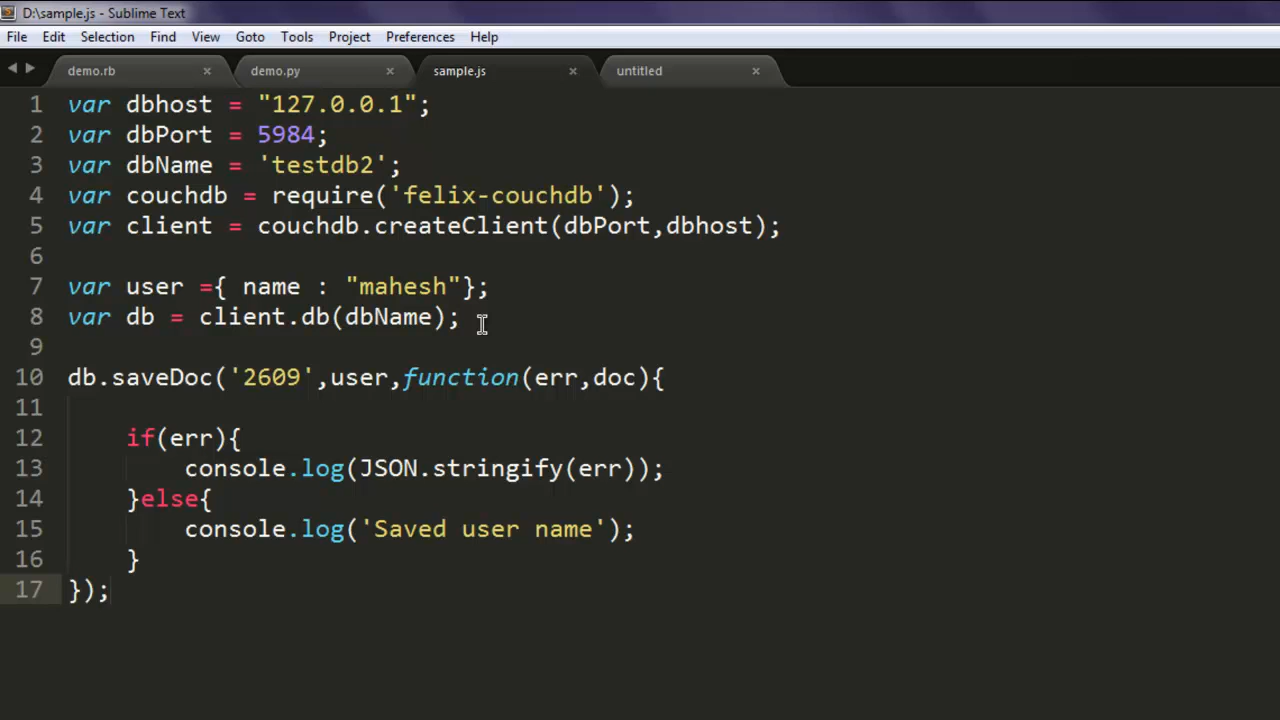 D:\sample.js - Sublime Text
File Edit Selection Find View Goto Tools Project Preferences Help
demo.rb × demo.py × sample.js × untitled ×
1 var dbhost = "127.0.0.1";
2 var dbPort = 5984;
3 var dbName = 'testdb2';
4 var couchdb = require('felix-couchdb');
5 var client = couchdb.createClient(dbPort,dbhost);
6
7 var user ={ name : "mahesh"};
8 var db = client.db(dbName);
9
10 db.saveDoc('2609',user,function(err,doc){
11
12     if(err){
13         console.log(JSON.stringify(err));
14     }else{
15         console.log('Saved user name');
16     }
17 });